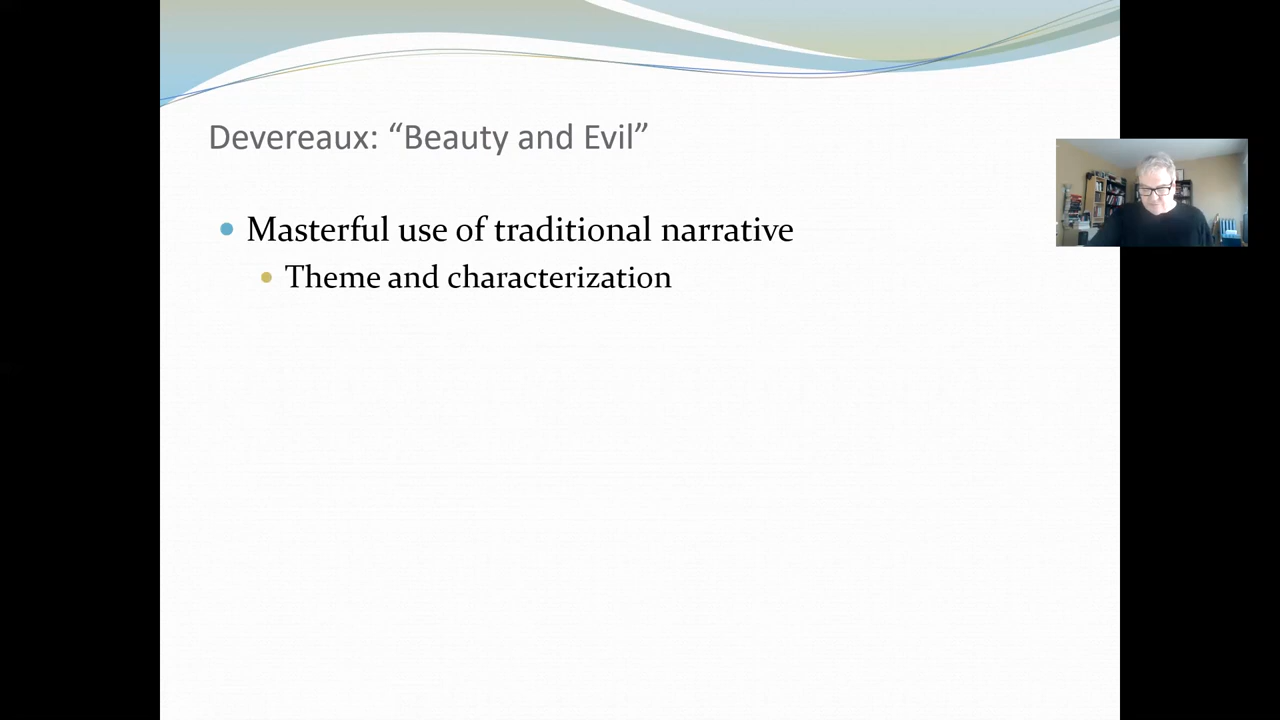 Devereaux: “Beauty and Evil”
Masterful use of traditional narrative
Theme and characterization